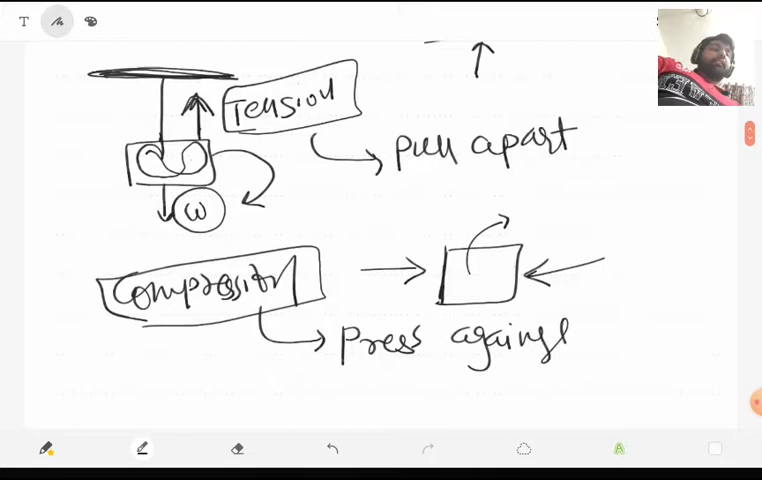 T
Tension
pull apart
W
Compression
press against
A